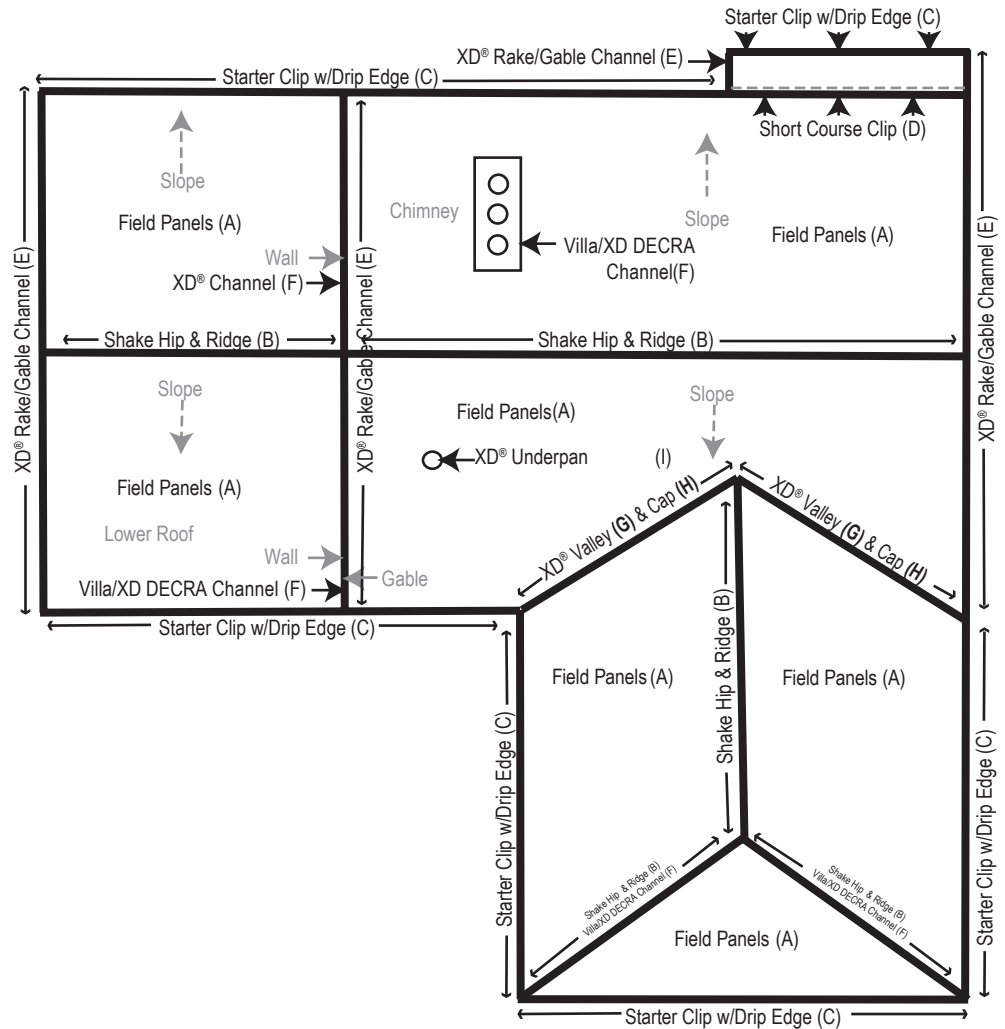 Starter Clip w/Drip Edge (C)
XD® Rake/Gable Channel (E)
Starter Clip w/Drip Edge (C)
Short Course Clip (D)
Slope
Field Panels (A)
Wall
XD® Channel (F)
Chimney
Villa/XD DECRA
Channel(F)
Slope
Field Panels (A)
XD® Rake/Gable Channel (E)
XD® Rake/Gable Channel (E)
XD® Rake/Gable Channel (E)
Shake Hip & Ridge (B)
Shake Hip & Ridge (B)
Slope
Field Panels (A)
Lower Roof
Wall
Gable
Villa/XD DECRA Channel (F)
Starter Clip w/Drip Edge (C)
Field Panels(A)
XD® Underpan (I)
Slope
XD® Valley (G) & Cap (H)
XD® Valley (G) & Cap (H)
Field Panels (A)
Shake Hip & Ridge (B)
Field Panels (A)
Starter Clip w/Drip Edge (C)
Starter Clip w/Drip Edge (C)
Shake Hip & Ridge (B)
Villa/XD DECRA Channel (F)
Shake Hip & Ridge (B)
Villa/XD DECRA Channel (F)
Field Panels (A)
Starter Clip w/Drip Edge (C)